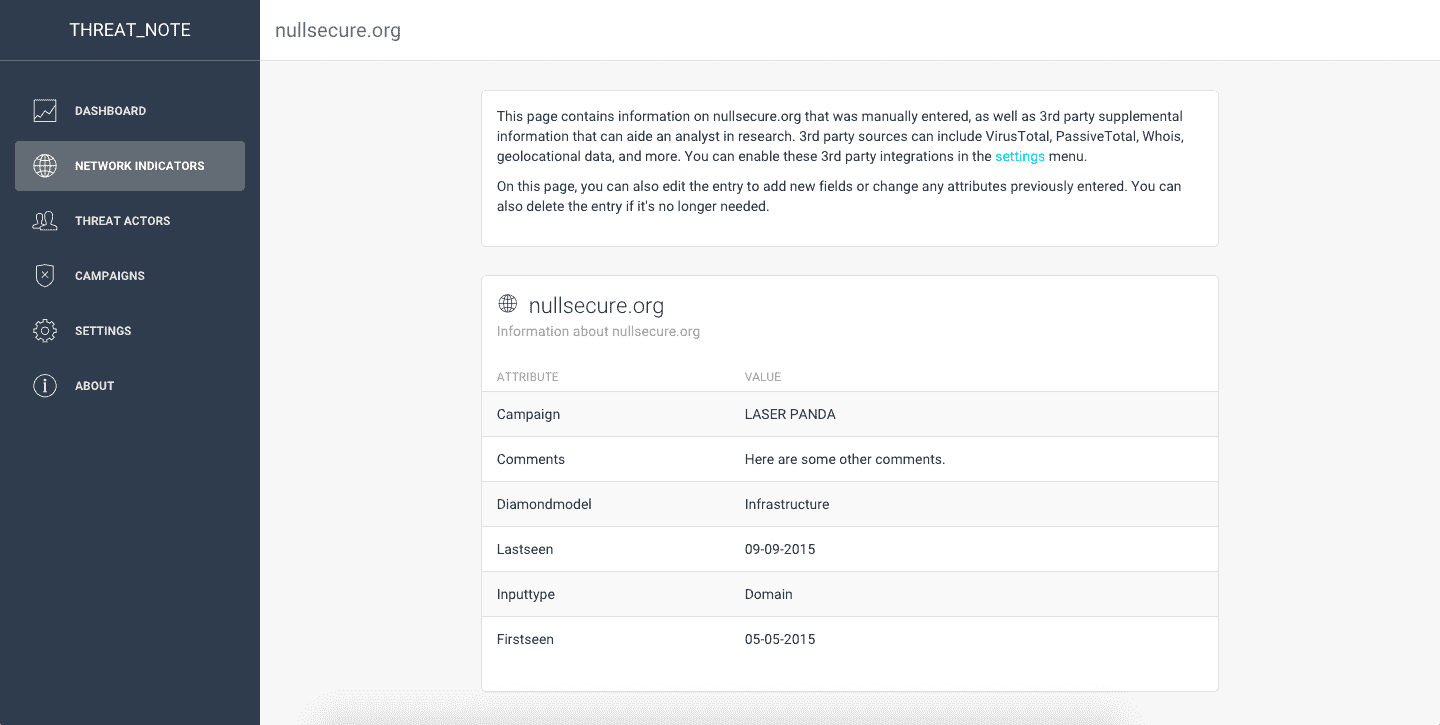 THREAT_NOTE
nullsecure.org
DASHBOARD
NETWORK INDICATORS
THREAT ACTORS
CAMPAIGNS
SETTINGS
ABOUT
This page contains information on nullsecure.org that was manually entered, as well as 3rd party supplemental
information that can aide an analyst in research. 3rd party sources can include VirusTotal, PassiveTotal, Whois,
geolocational data, and more. You can enable these 3rd party integrations in the settings menu.
On this page, you can also edit the entry to add new fields or change any attributes previously entered. You can
also delete the entry if it's no longer needed.
nullsecure.org
Information about nullsecure.org
ATTRIBUTE VALUE
Campaign LASER PANDA
Comments Here are some other comments.
Diamondmodel Infrastructure
Lastseen 09-09-2015
Inputtype Domain
Firstseen 05-05-2015